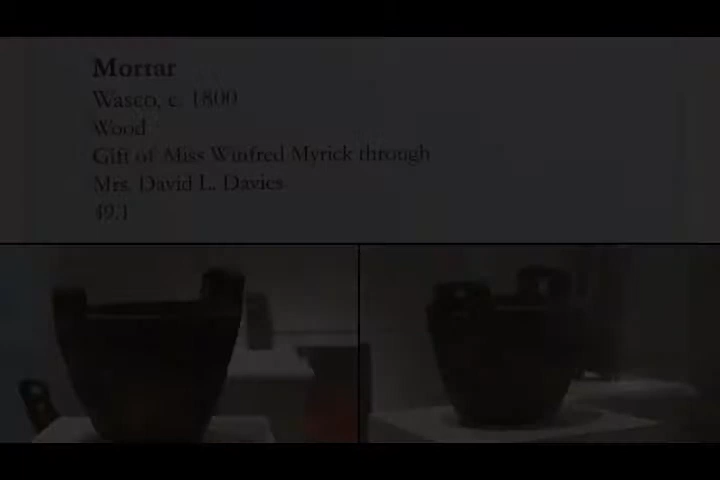 Mortar
Wasco, c. 1800
Wood
Gift of Miss Winfred Myrick through
Mrs. David L. Davies
49.1